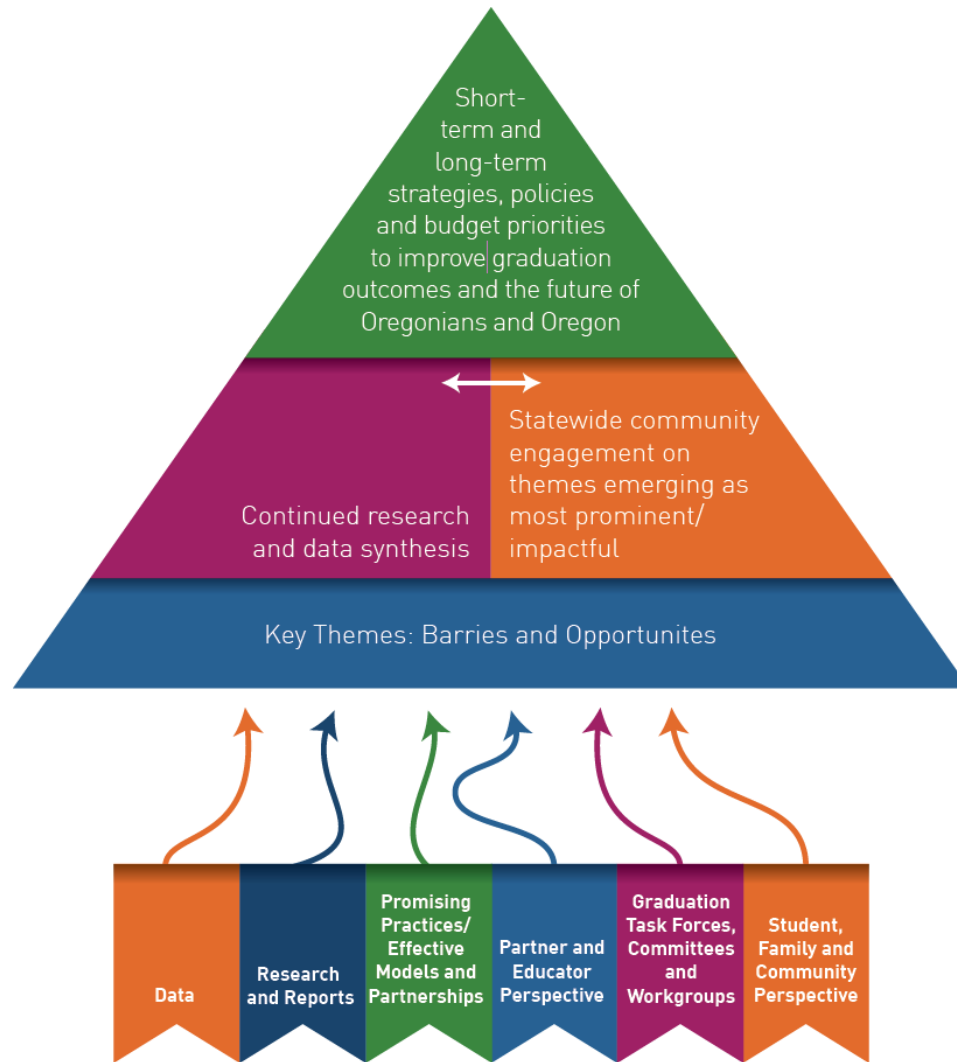 Short-
term and
long-term
strategies, policies
and budget priorities
to improve graduation
outcomes and the future of
Oregonians and Oregon
Continued research
and data synthesis
Statewide community
engagement on
themes emerging as
most prominent/
impactful
Key Themes: Barries and Opportunites
Data
Research
and Reports
Promising
Practices/
Effective
Models and
Partnerships
Partner and
Educator
Perspective
Graduation
Task Forces,
Committees
and
Workgroups
Student,
Family and
Community
Perspective